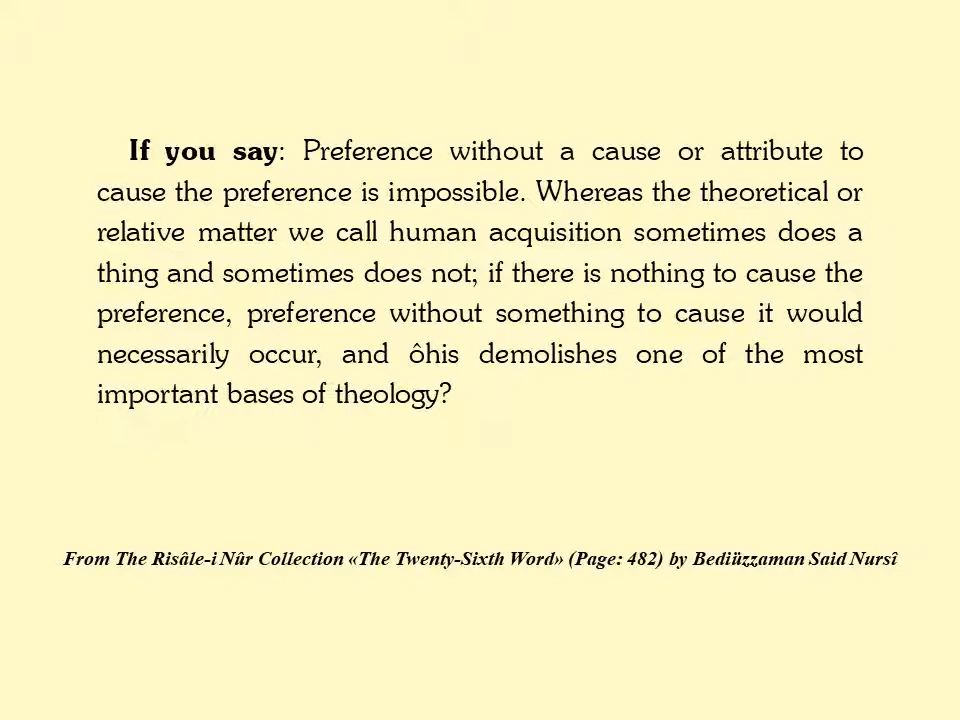 If you say: Preference without a cause or attribute to
cause the preference is impossible. Whereas the theoretical or
relative matter we call human acquisition sometimes does a
thing and sometimes does not; if there is nothing to cause the
preference, preference without something to cause it would
necessarily occur, and ôhis demolishes one of the most
important bases of theology?
From The Risâle-i Nûr Collection «The Twenty-Sixth Word» (Page: 482) by Bediüzzaman Said Nursî